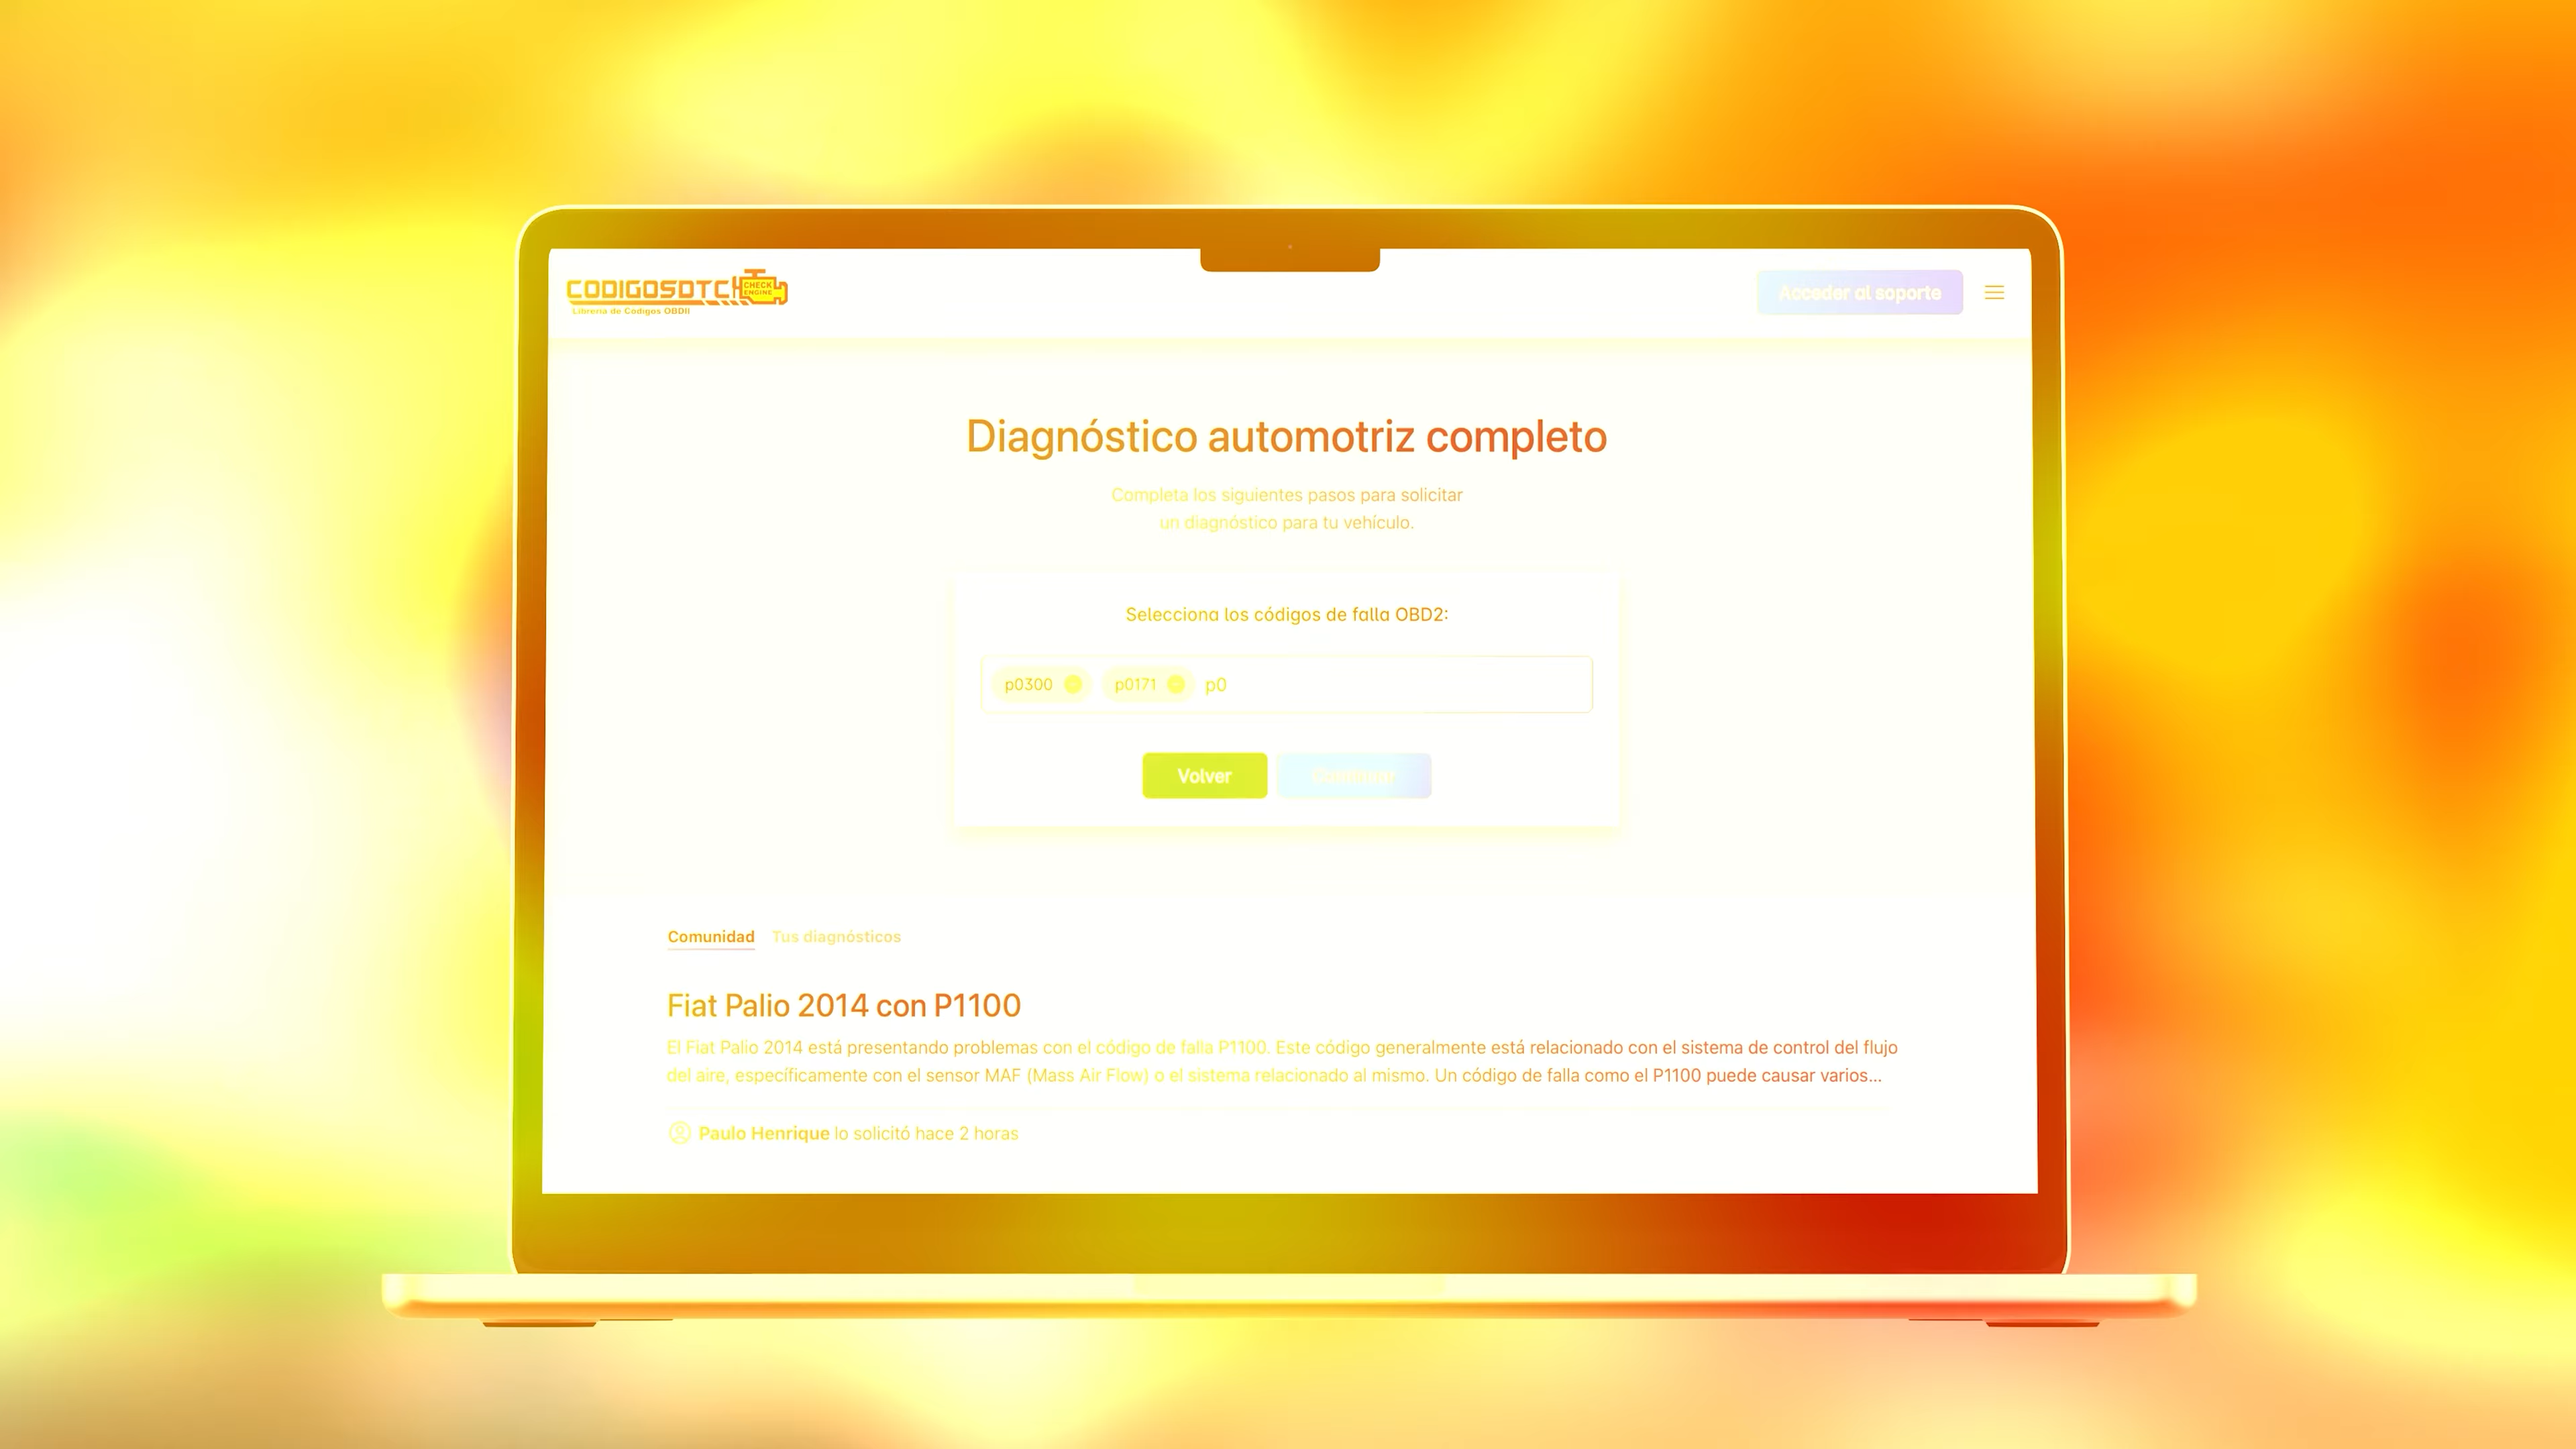 CODIGOSDTC
CHECK
ENGINE
Librería de Códigos OBDII
Acceder al soporte
Diagnóstico automotriz completo
Completa los siguientes pasos para solicitar
un diagnóstico para tu vehículo.
Selecciona los códigos de falla OBD2:
p0300 p0171 p0
Volver Continuar
Comunidad Tus diagnósticos
Fiat Palio 2014 con P1100
El Fiat Palio 2014 está presentando problemas con el código de falla P1100. Este código generalmente está relacionado con el sistema de control del flujo
del aire, específicamente con el sensor MAF (Mass Air Flow) o el sistema relacionado al mismo. Un código de falla como el P1100 puede causar varios...
Paulo Henrique lo solicitó hace 2 horas